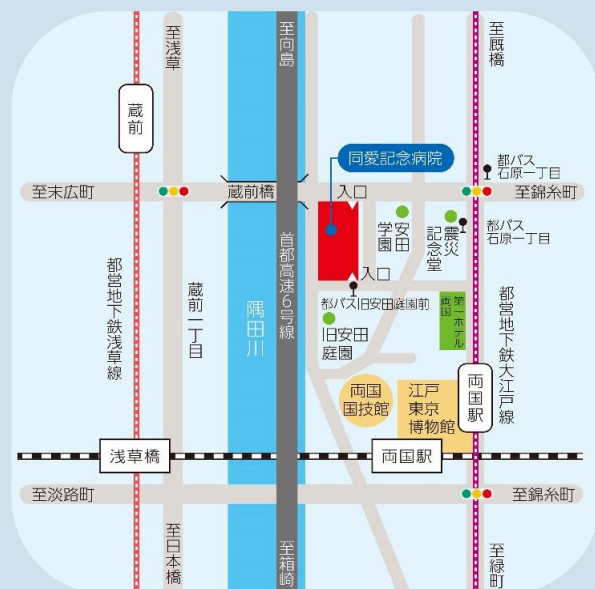 至浅草
至向島
至厩橋
蔵前
同愛記念病院
都バス
石原一丁目
至末広町
蔵前橋
入口
至錦糸町
安田
学園
震災
記念堂
都バス
石原一丁目
入口
都バス旧安田庭園前
旧安田
庭園
首都高速6号線
隅田川
蔵前一丁目
都営地下鉄浅草線
第一ホテル
両国
都営地下鉄大江戸線
両国駅
両国
国技館
江戸
東京
博物館
浅草橋
両国駅
至淡路町
至錦糸町
至日本橋
至箱崎
至緑町